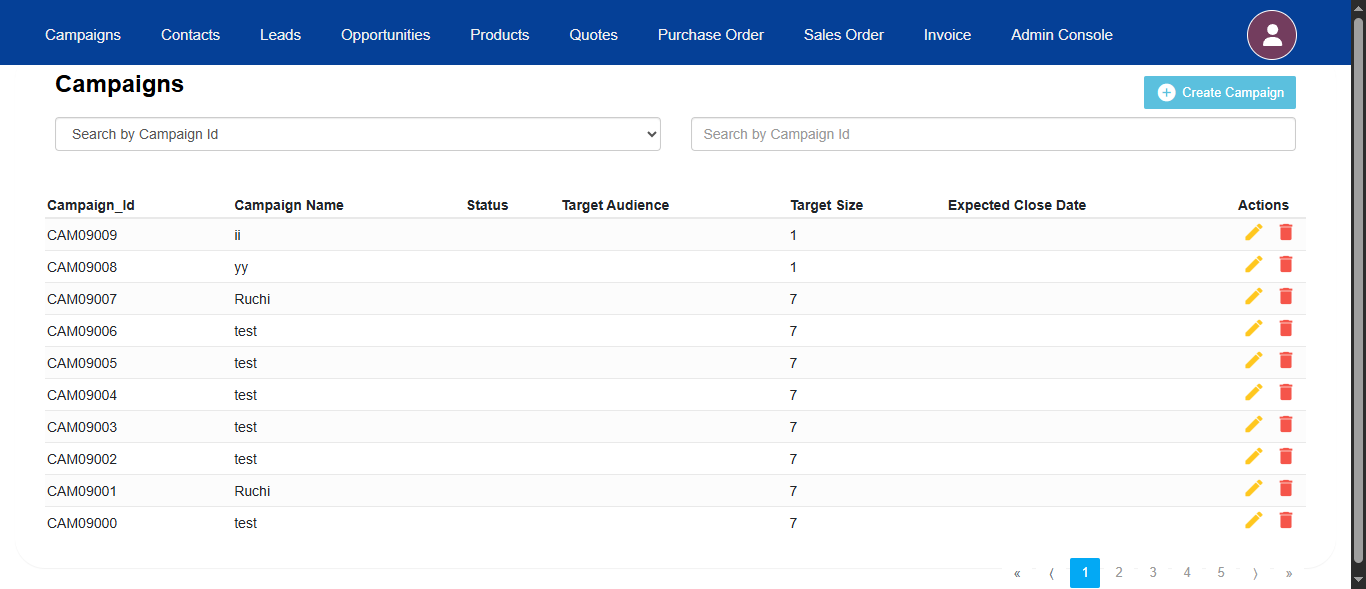 Campaigns Contacts Leads Opportunities Products Quotes Purchase Order Sales Order Invoice Admin Console
Campaigns
Create Campaign
Search by Campaign Id Search by Campaign Id
Campaign_Id Campaign Name Status Target Audience Target Size Expected Close Date Actions
CAM09009 ii 1
CAM09008 yy 1
CAM09007 Ruchi 7
CAM09006 test 7
CAM09005 test 7
CAM09004 test 7
CAM09003 test 7
CAM09002 test 7
CAM09001 Ruchi 7
CAM09000 test 7
« ⟨ 1 2 3 4 5 ⟩ »